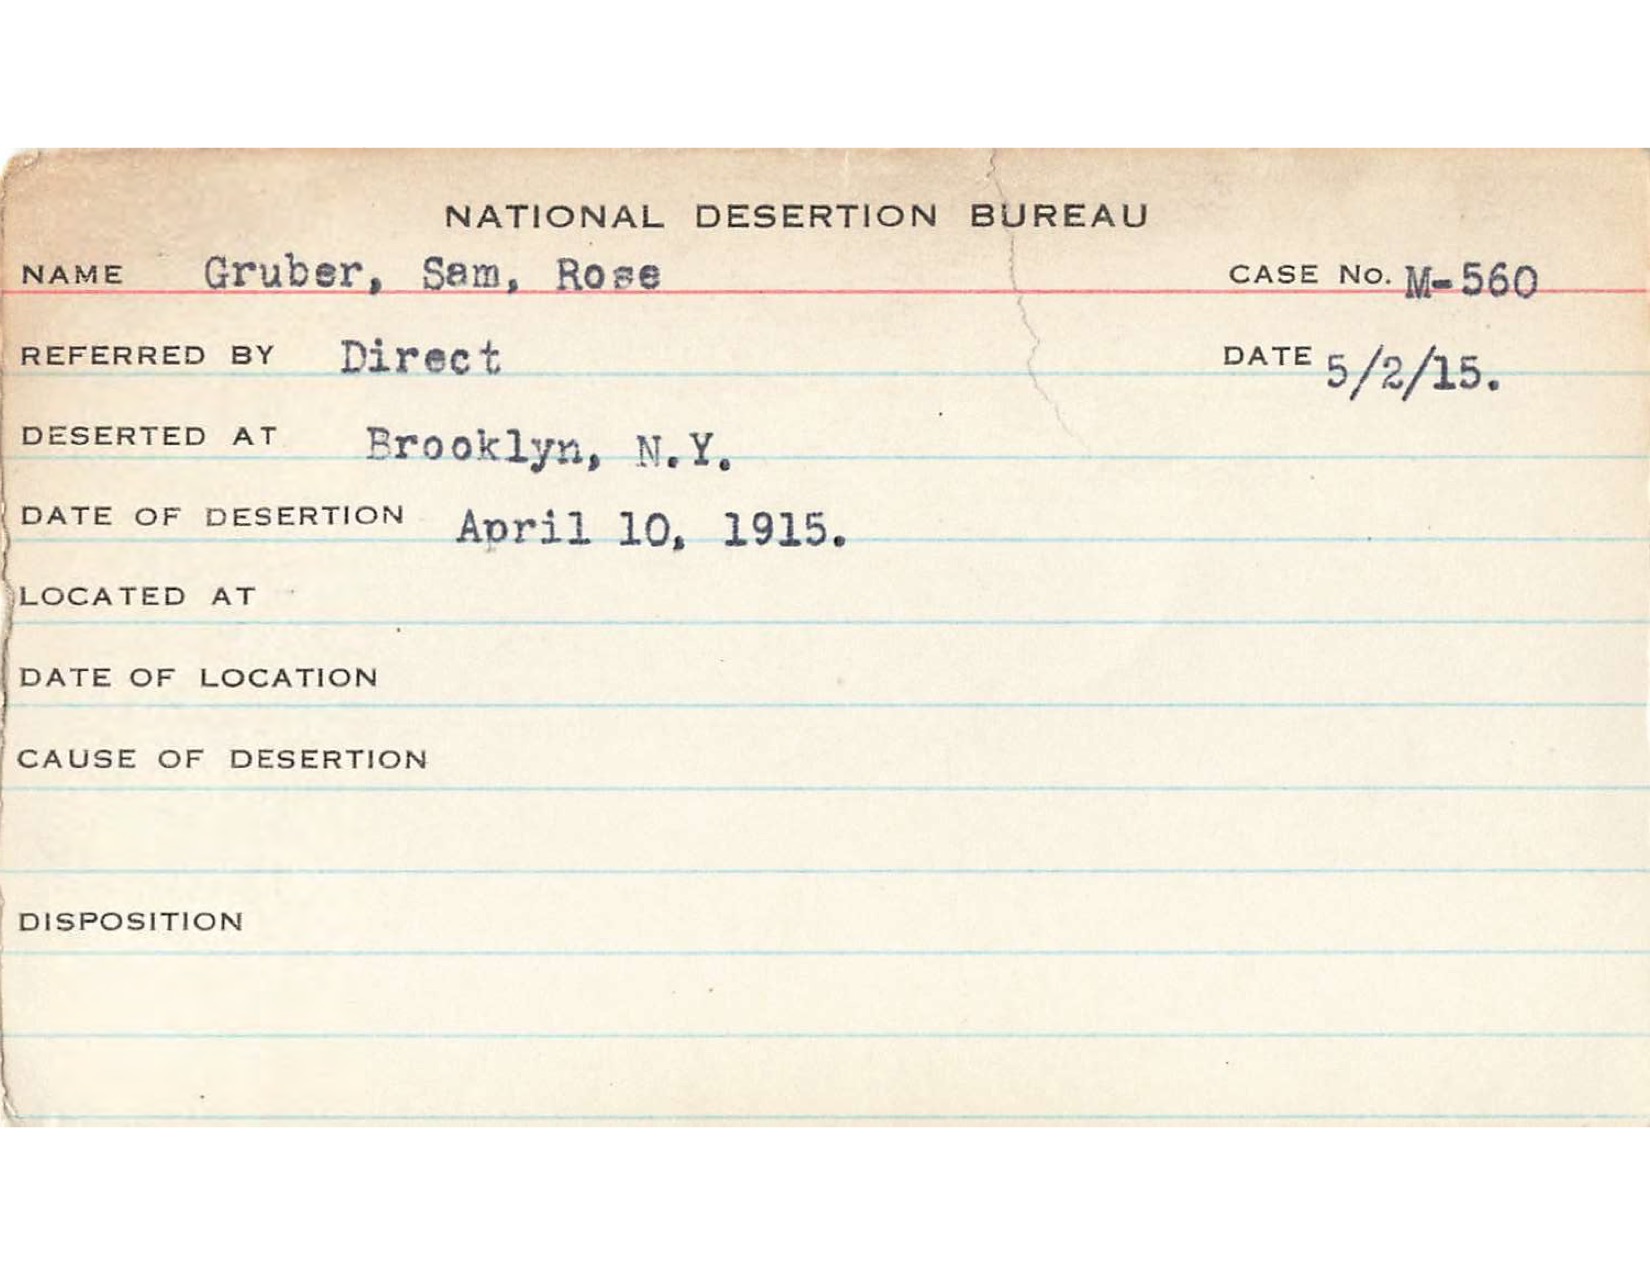 NATIONAL DESERTION BUREAU
NAME Gruber, Sam, Rose CASE No. M-560
REFERRED BY Direct DATE 5/2/15.
DESERTED AT Brooklyn, N.Y.
DATE OF DESERTION April 10, 1915.
LOCATED AT
DATE OF LOCATION
CAUSE OF DESERTION
DISPOSITION